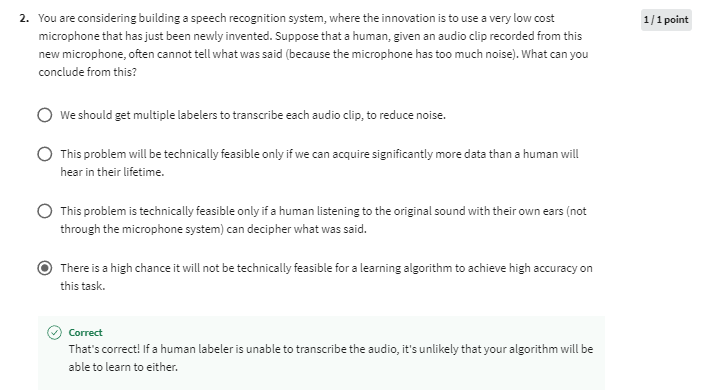 2. You are considering building a speech recognition system, where the innovation is to use a very low cost
1 / 1 point
microphone that has just been newly invented. Suppose that a human, given an audio clip recorded from this
new microphone, often cannot tell what was said (because the microphone has too much noise). What can you
conclude from this?
We should get multiple labelers to transcribe each audio clip, to reduce noise.
This problem will be technically feasible only if we can acquire significantly more data than a human will
hear in their lifetime.
This problem is technically feasible only if a human listening to the original sound with their own ears (not
through the microphone system) can decipher what was said.
There is a high chance it will not be technically feasible for a learning algorithm to achieve high accuracy on
this task.
Correct
That's correct! If a human labeler is unable to transcribe the audio, it's unlikely that your algorithm will be
able to learn to either.